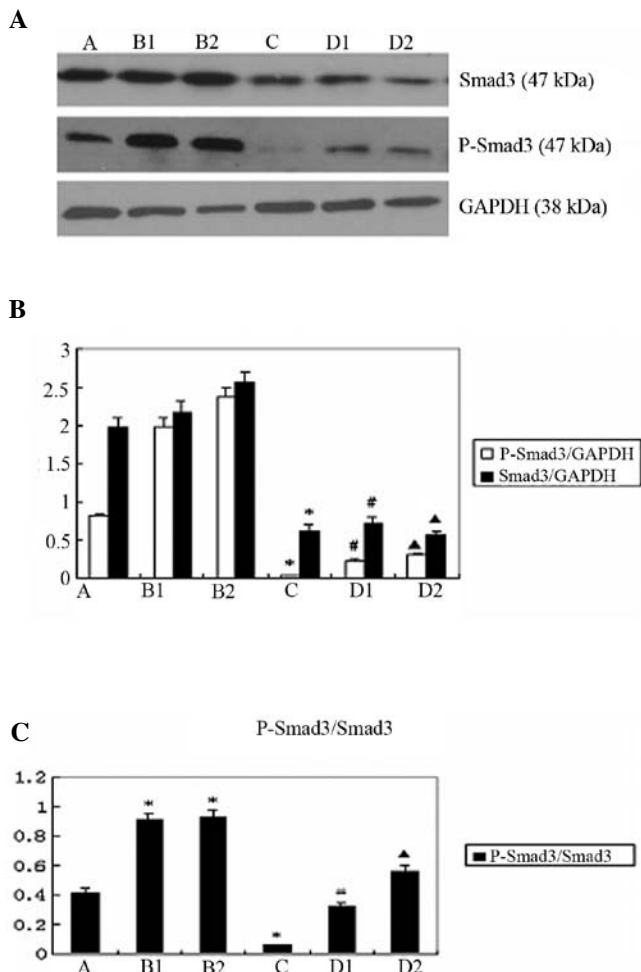 A
A B1 B2 C D1 D2
Smad3 (47 kDa)
P-Smad3 (47 kDa)
GAPDH (38 kDa)
B
3
2.5
2
1.5
1
0.5
0
* * # # ▲ ▲
A B1 B2 C D1 D2
P-Smad3/GAPDH
Smad3/GAPDH
C
P-Smad3/Smad3
1.2
1
0.8
0.6
0.4
0.2
0
* * * # ▲
A B1 B2 C D1 D2
P-Smad3/Smad3